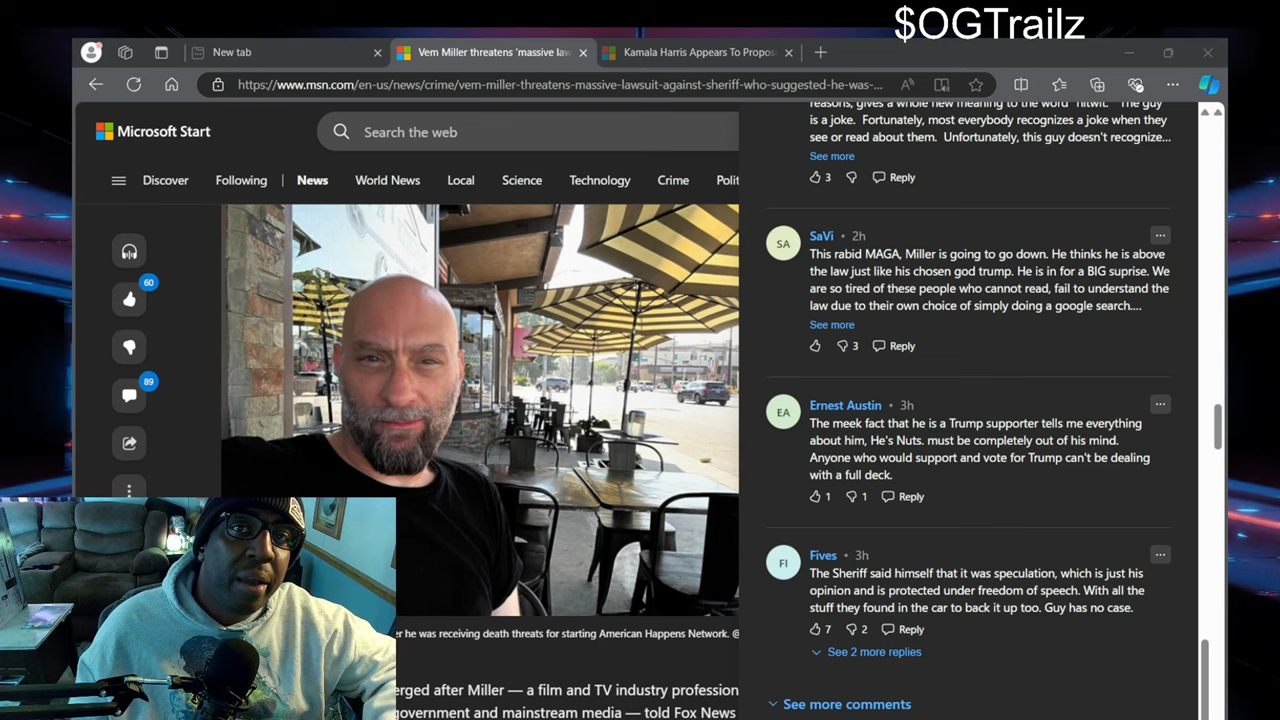 $OGTrailz
New tab
Vem Miller threatens 'massive law
Kamala Harris Appears To Propos
https://www.msn.com/en-us/news/crime/vem-miller-threatens-massive-lawsuit-against-sheriff-who-suggested-he-was-...
Microsoft Start
Search the web
Discover
Following
News
World News
Local
Science
Technology
Crime
Polit
60
89
er he was receiving death threats for starting American Happens Network. @
erged after Miller — a film and TV industry profession
government and mainstream media — told Fox News
reasons, gives a whole new meaning to the word "nitwit." The guy
is a joke. Fortunately, most everybody recognizes a joke when they
see or read about them. Unfortunately, this guy doesn't recognize...
See more
3
Reply
SA
SaVi • 2h
This rabid MAGA, Miller is going to go down. He thinks he is above
the law just like his chosen god trump. He is in for a BIG suprise. We
are so tired of these people who cannot read, fail to understand the
law due to their own choice of simply doing a google search....
See more
3
Reply
EA
Ernest Austin • 3h
The meek fact that he is a Trump supporter tells me everything
about him, He's Nuts. must be completely out of his mind.
Anyone who would support and vote for Trump can't be dealing
with a full deck.
1
1
Reply
FI
Fives • 3h
The Sheriff said himself that it was speculation, which is just his
opinion and is protected under freedom of speech. With all the
stuff they found in the car to back it up too. Guy has no case.
7
2
Reply
See 2 more replies
See more comments